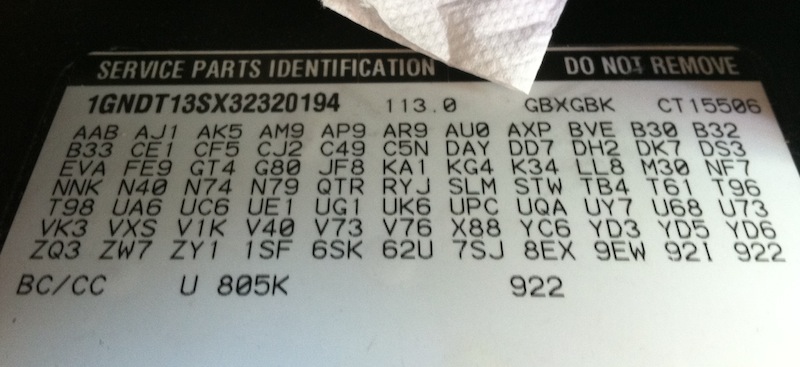 SERVICE PARTS IDENTIFICATION DO NOT REMOVE
1GNDT13SX32320194 113.0 GBXGBK CT15506
AAB AJ1 AK5 AM9 AP9 AR9 AU0 AXP BVE B30 B32
B33 CE1 CF5 CJ2 C49 C5N DAY DD7 DH2 DK7 DS3
EVA FE9 GT4 G80 JF8 KA1 KG4 K34 LL8 M30 NF7
NNK N40 N74 N79 QTR RYJ SLM STW TB4 T61 T96
T98 UA6 UC6 UE1 UG1 UK6 UPC UQA UY7 U68 U73
VK3 VXS V1K V40 V73 V76 X88 YC6 YD3 YD5 YD6
ZQ3 ZW7 ZY1 1SF 6SK 62U 7SJ 8EX 9EW 92I 922
BC/CC U 805K 922